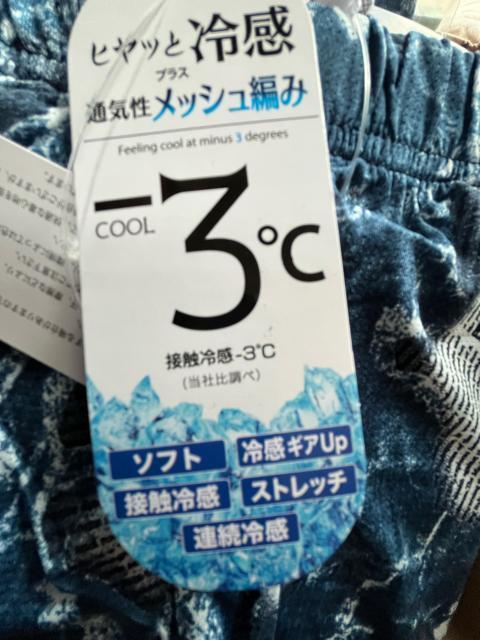 ヒヤッと冷感
プラス
通気性メッシュ編み
Feeling cool at minus 3 degrees
-3℃
COOL
接触冷感-3℃
(当社比調べ)
ソフト 冷感ギアUp
接触冷感 ストレッチ
連続冷感